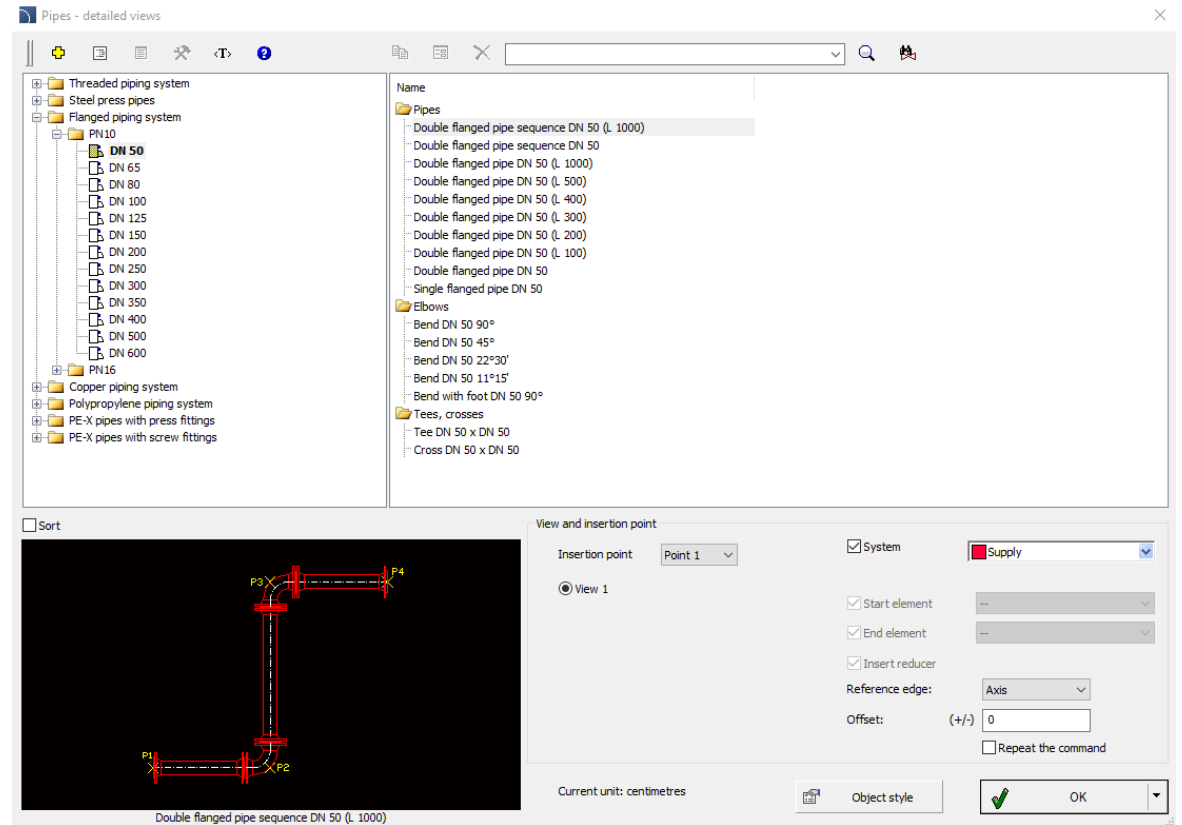 Pipes - detailed views
‹T›
?
Threaded piping system
Steel press pipes
Flanged piping system
PN10
DN 50
DN 65
DN 80
DN 100
DN 125
DN 150
DN 200
DN 250
DN 300
DN 350
DN 400
DN 500
DN 600
PN16
Copper piping system
Polypropylene piping system
PE-X pipes with press fittings
PE-X pipes with screw fittings
Name
Pipes
Double flanged pipe sequence DN 50 (L 1000)
Double flanged pipe sequence DN 50
Double flanged pipe DN 50 (L 1000)
Double flanged pipe DN 50 (L 500)
Double flanged pipe DN 50 (L 400)
Double flanged pipe DN 50 (L 300)
Double flanged pipe DN 50 (L 200)
Double flanged pipe DN 50 (L 100)
Double flanged pipe DN 50
Single flanged pipe DN 50
Elbows
Bend DN 50 90°
Bend DN 50 45°
Bend DN 50 22°30'
Bend DN 50 11°15'
Bend with foot DN 50 90°
Tees, crosses
Tee DN 50 x DN 50
Cross DN 50 x DN 50
Sort
P3
P4
P1
P2
Double flanged pipe sequence DN 50 (L 1000)
View and insertion point
Insertion point Point 1
View 1
System Supply
Start element --
End element --
Insert reducer
Reference edge: Axis
Offset: (+/-) 0
Repeat the command
Current unit: centimetres
Object style
OK